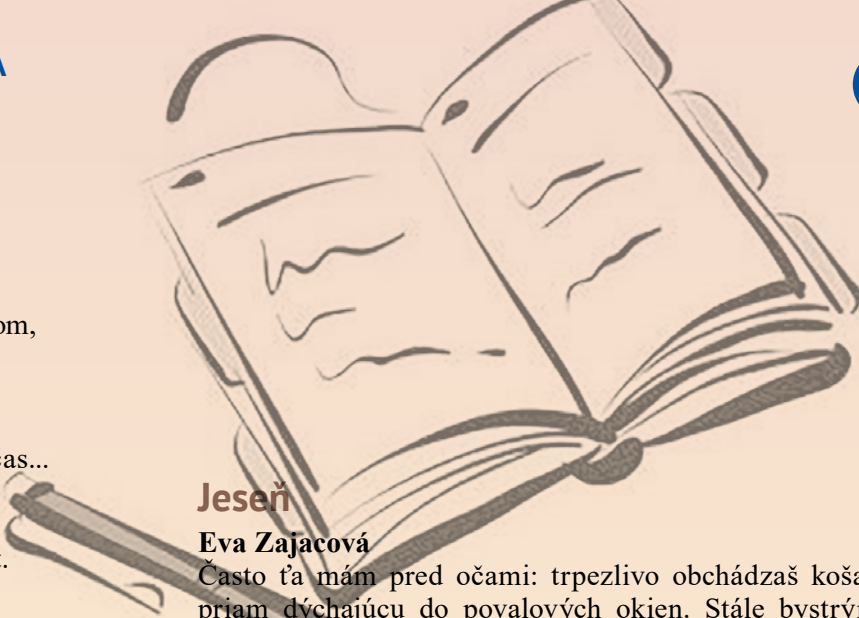 om,
as...
Jeseň
Eva Zajacová
Často ťa mám pred očami: trpezlivo obchádzaš koša
priam dýchajúcu do povalových okien. Stále bystrý